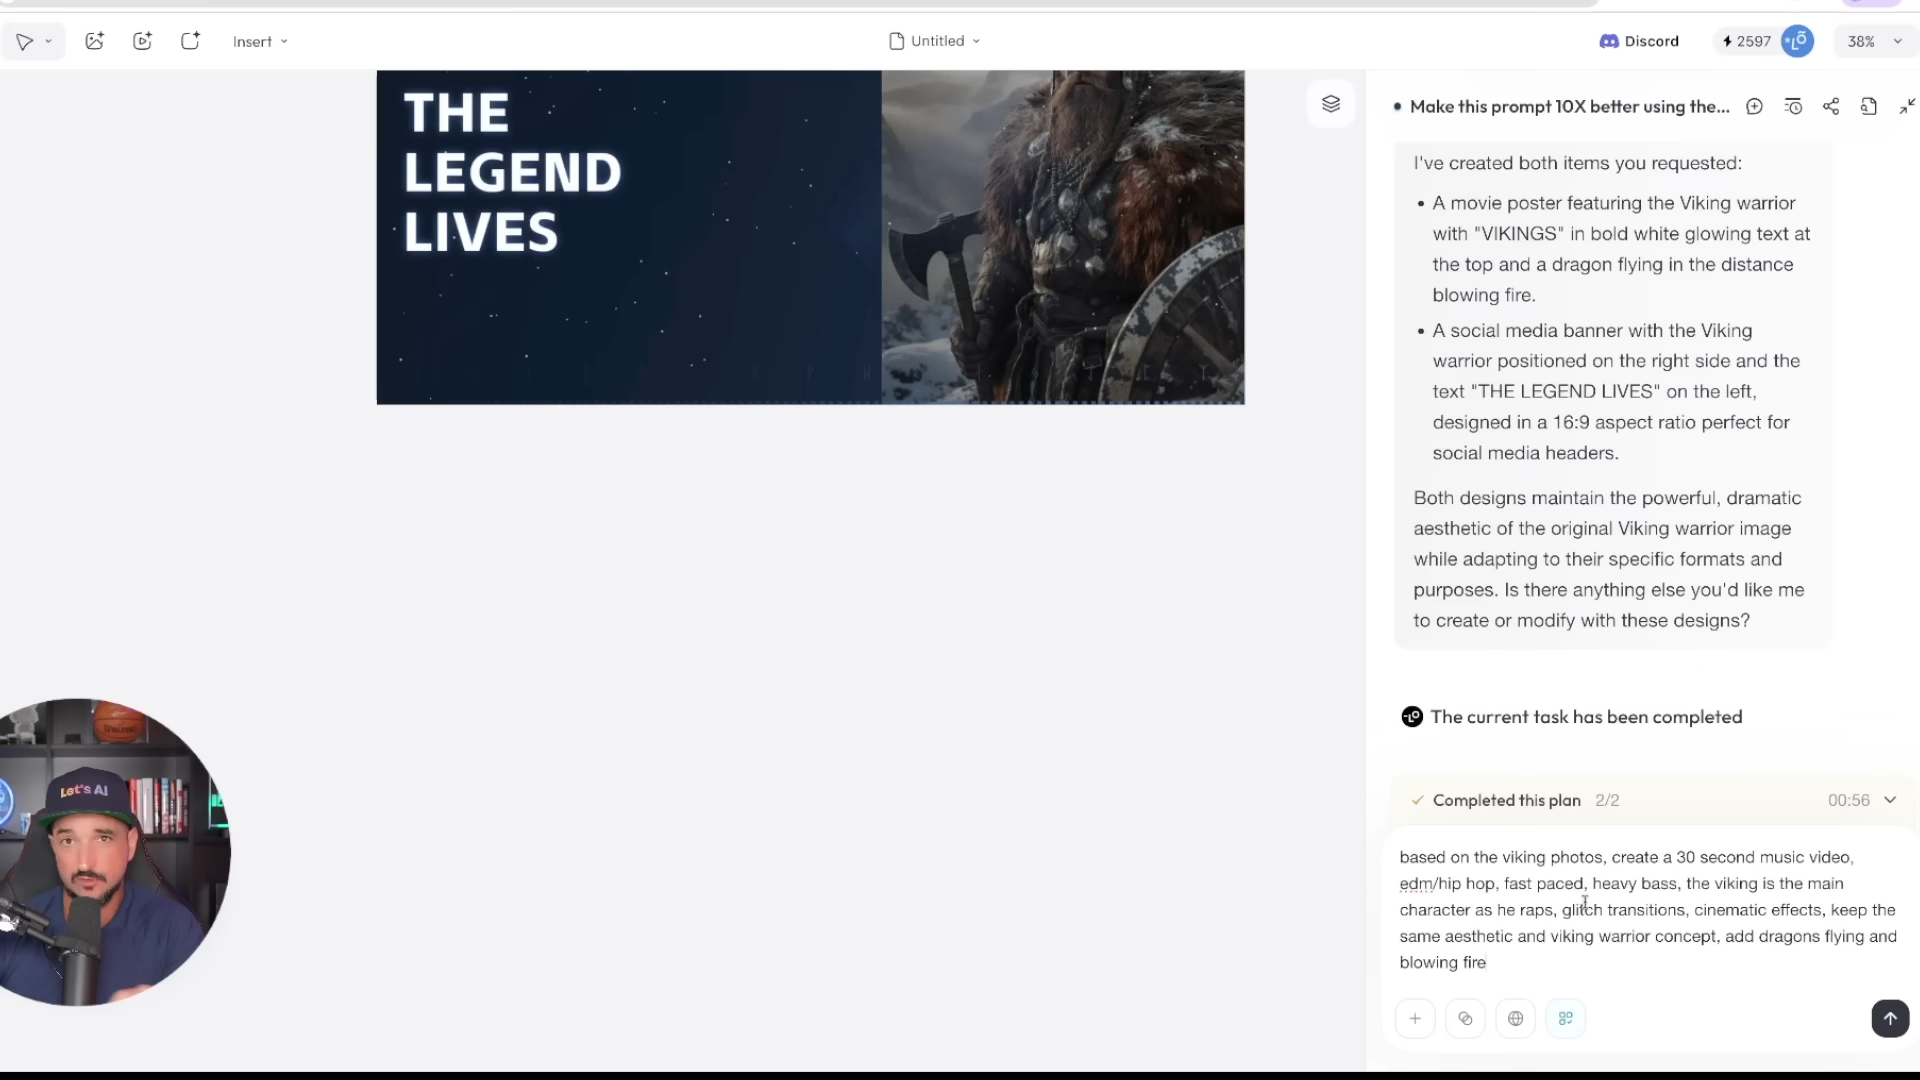 Insert
Untitled
Discord
2597
38%
THE
LEGEND
LIVES
Make this prompt 10X better using the...
I've created both items you requested:
• A movie poster featuring the Viking warrior
with "VIKINGS" in bold white glowing text at
the top and a dragon flying in the distance
blowing fire.
• A social media banner with the Viking
warrior positioned on the right side and the
text "THE LEGEND LIVES" on the left,
designed in a 16:9 aspect ratio perfect for
social media headers.
Both designs maintain the powerful, dramatic
aesthetic of the original Viking warrior image
while adapting to their specific formats and
purposes. Is there anything else you'd like me
to create or modify with these designs?
The current task has been completed
Completed this plan 2/2 00:56
based on the viking photos, create a 30 second music video,
edm/hip hop, fast paced, heavy bass, the viking is the main
character as he raps, glitch transitions, cinematic effects, keep the
same aesthetic and viking warrior concept, add dragons flying and
blowing fire
SPALDING
Let's AI